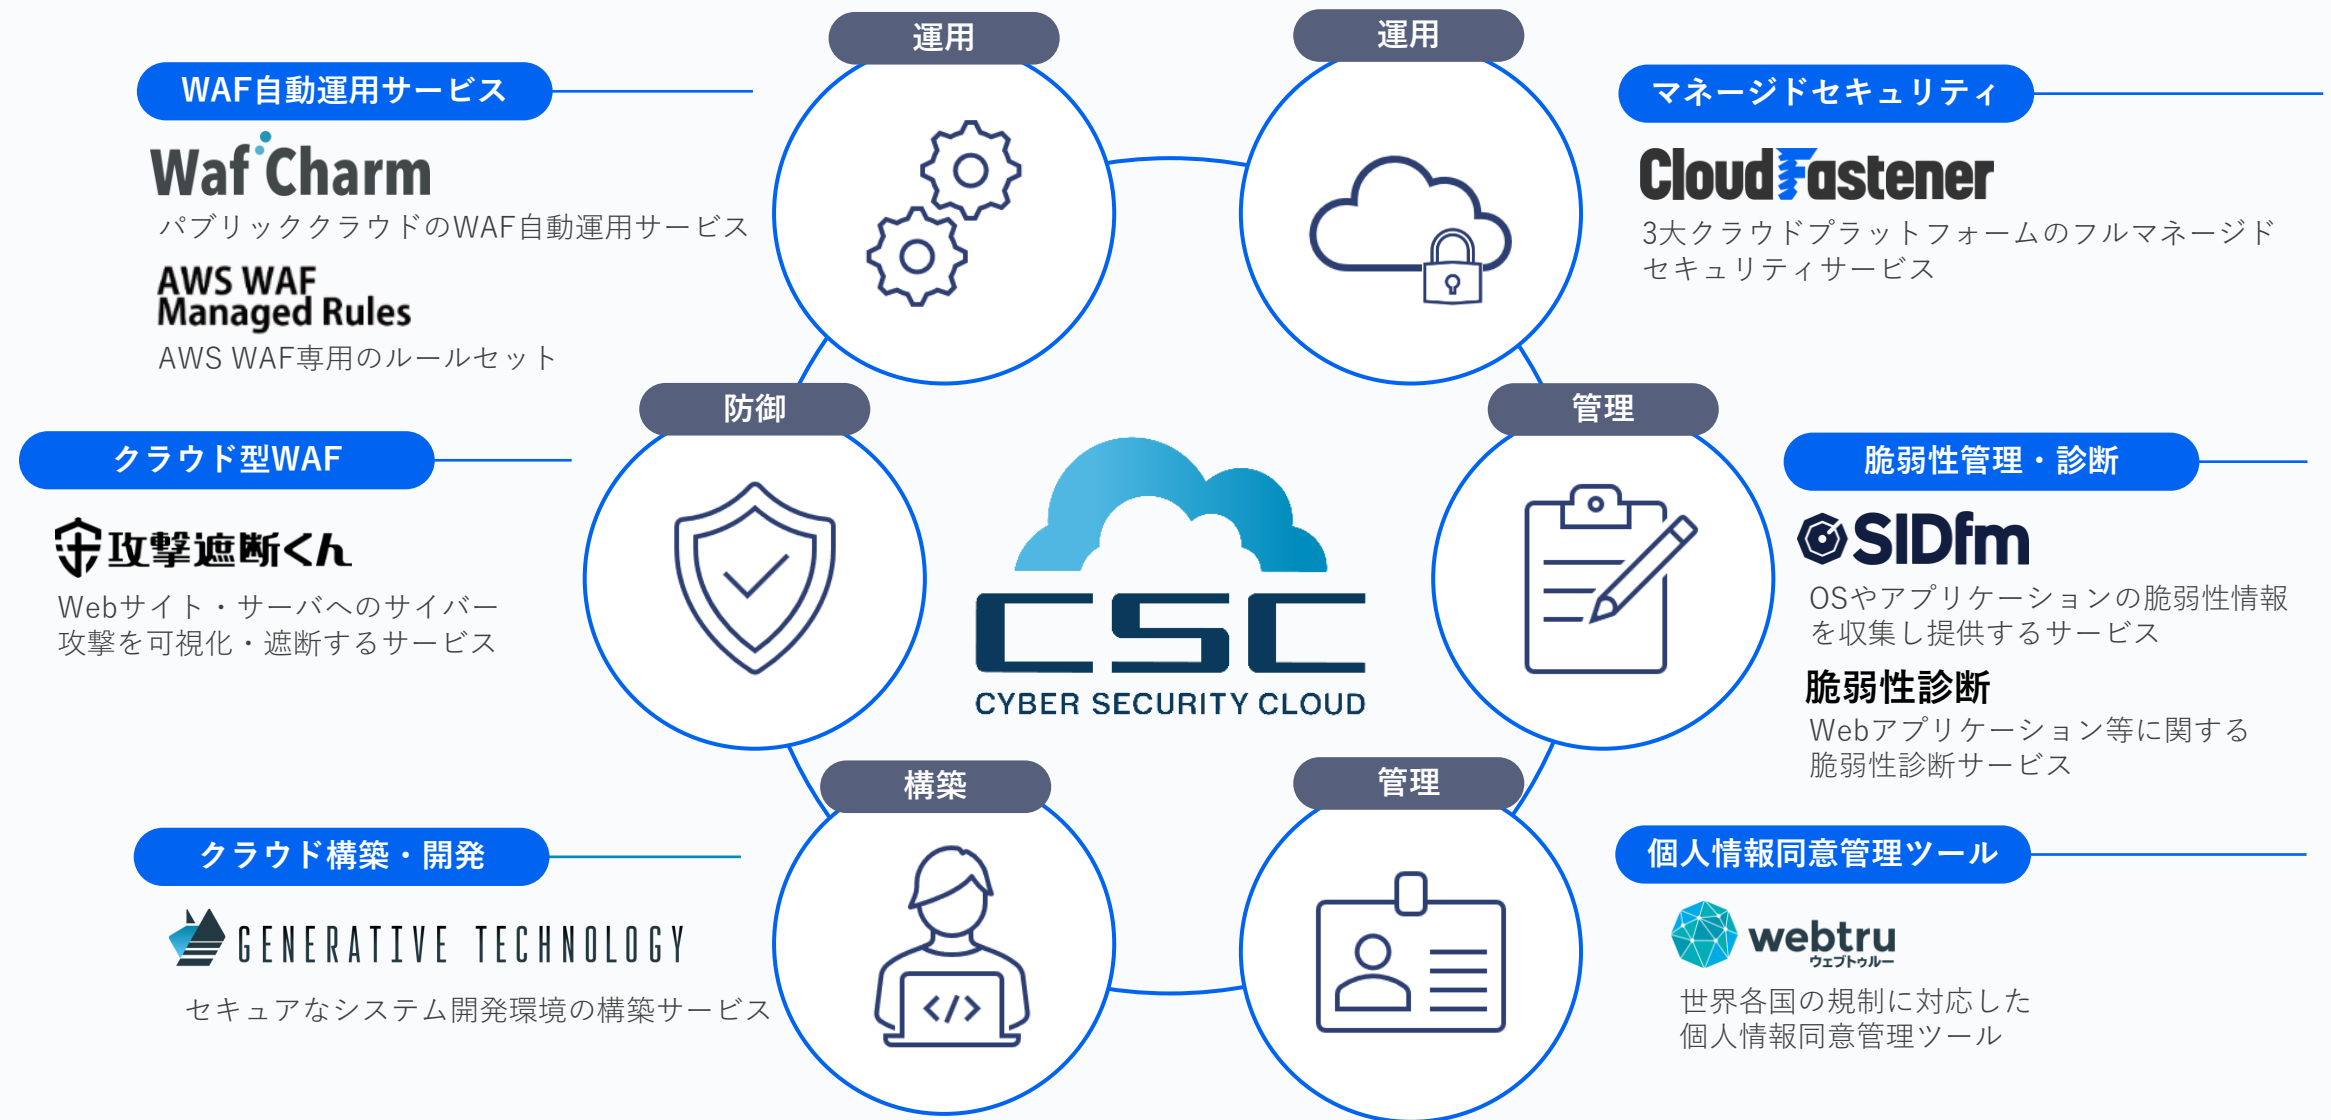 運用
運用
WAF自動運用サービス
WafCharm
パブリッククラウドのWAF自動運用サービス
AWS WAF
Managed Rules
AWS WAF専用のルールセット
マネージドセキュリティ
CloudFastener
3大クラウドプラットフォームのフルマネージド
セキュリティサービス
防御
管理
クラウド型WAF
攻撃遮断くん
Webサイト・サーバへのサイバー
攻撃を可視化・遮断するサービス
CSC
CYBER SECURITY CLOUD
脆弱性管理・診断
SIDfm
OSやアプリケーションの脆弱性情報
を収集し提供するサービス
脆弱性診断
Webアプリケーション等に関する
脆弱性診断サービス
構築
管理
クラウド構築・開発
GENERATIVE TECHNOLOGY
セキュアなシステム開発環境の構築サービス
</>
個人情報同意管理ツール
webtru
ウェブトゥルー
世界各国の規制に対応した
個人情報同意管理ツール